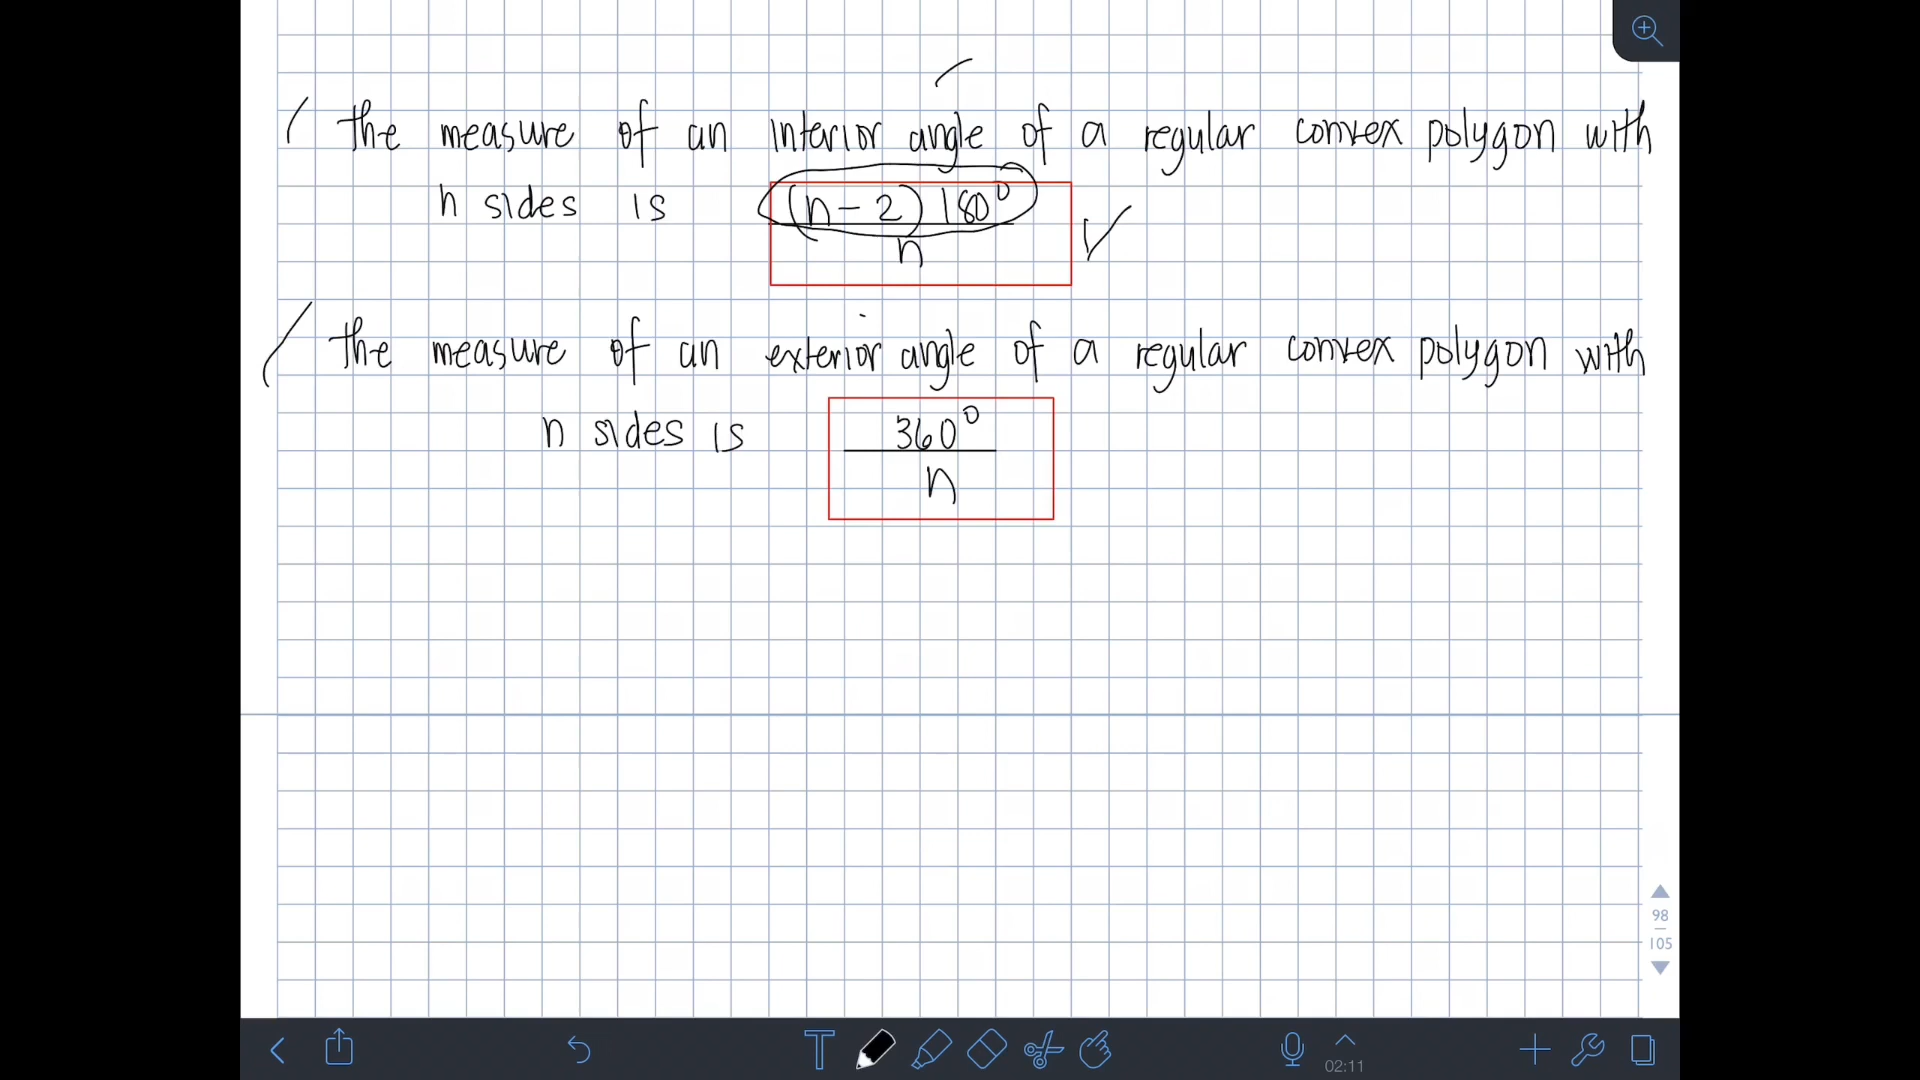 the measure of an interior angle of a regular convex polygon with
n sides is (n-2) 180°
n
the measure of an exterior angle of a regular convex polygon with
n sides is 360°
n
98
105
T
02:11